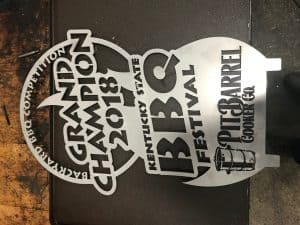 BACKYARD BBQ COMPETITION
GRAND
CHAMPION
2018
KENTUCKY STATE
BBQ
FESTIVAL
PIT BARREL
COOKER CO.